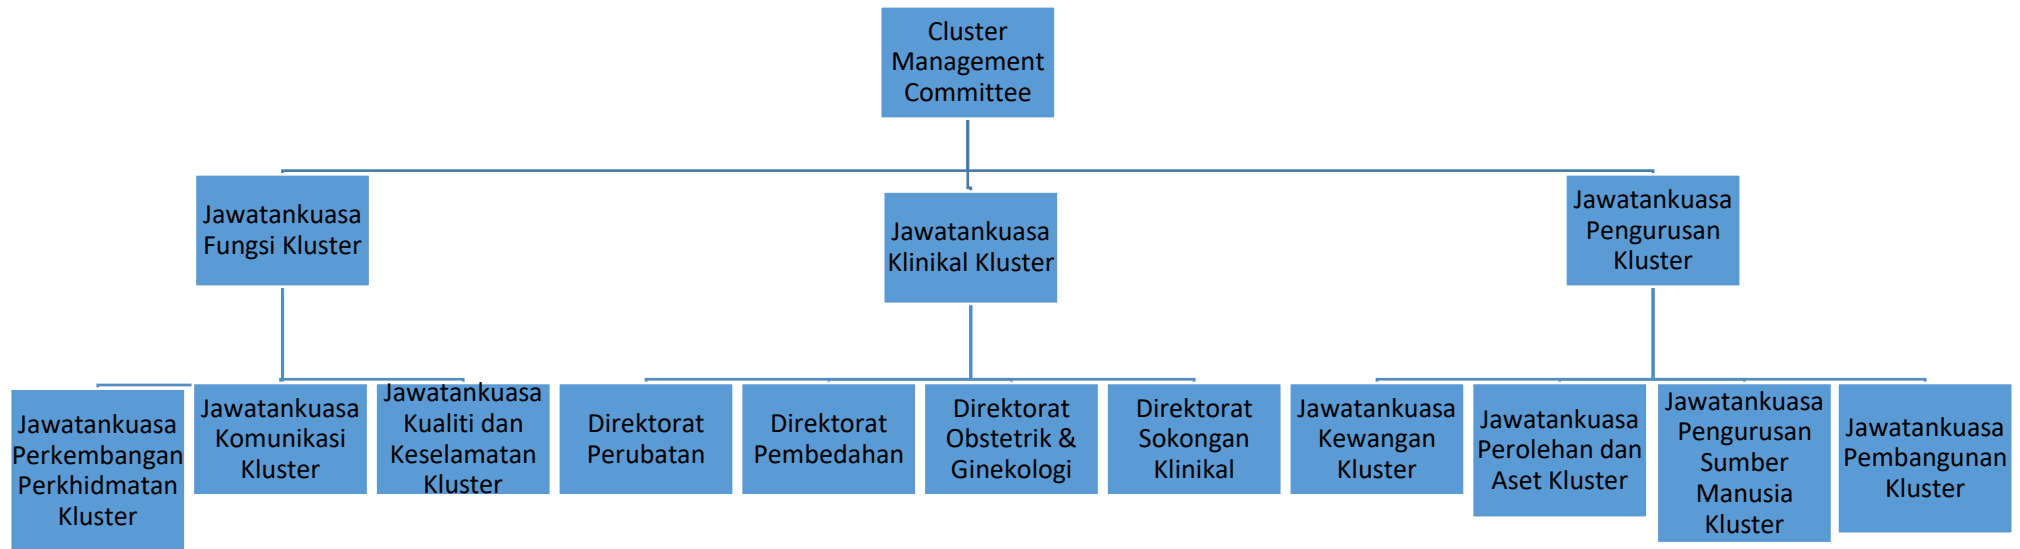 Cluster
Management
Committee
Jawatankuasa
Fungsi Kluster
Jawatankuasa
Klinikal Kluster
Jawatankuasa
Pengurusan
Kluster
Jawatankuasa
Perkembangan
Perkhidmatan
Kluster
Jawatankuasa
Komunikasi
Kluster
Jawatankuasa
Kualiti dan
Keselamatan
Kluster
Direktorat
Perubatan
Direktorat
Pembedahan
Direktorat
Obstetrik &
Ginekologi
Direktorat
Sokongan
Klinikal
Jawatankuasa
Kewangan
Kluster
Jawatankuasa
Perolehan dan
Aset Kluster
Jawatankuasa
Pengurusan
Sumber
Manusia
Kluster
Jawatankuasa
Pembangunan
Kluster